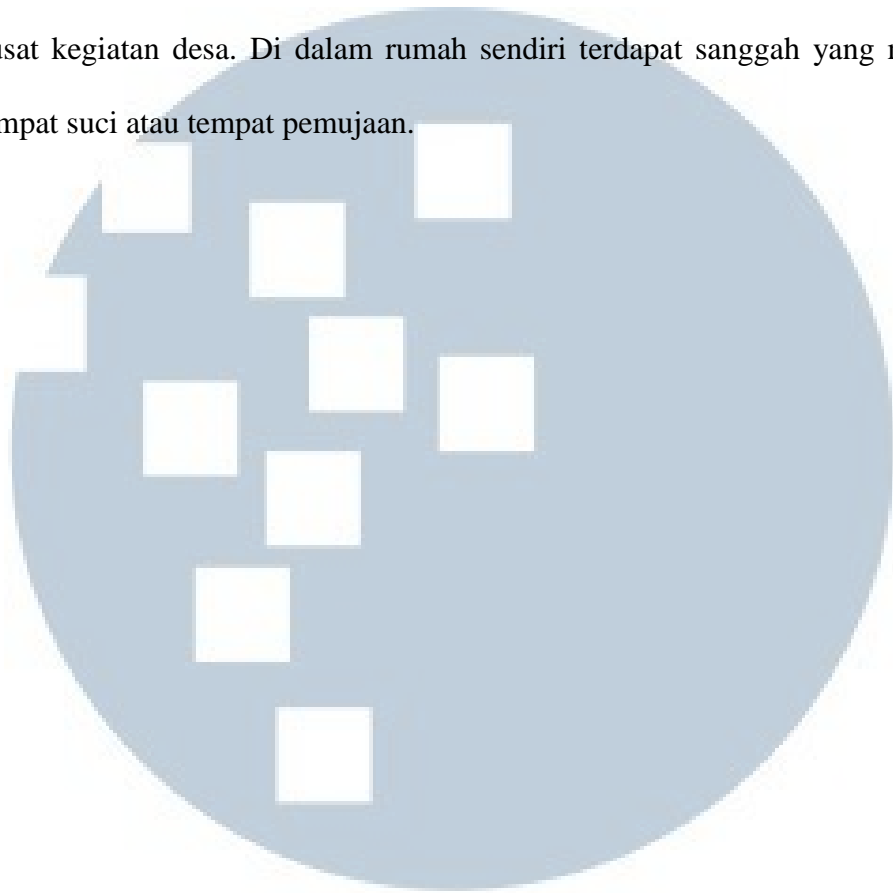 usat kegiatan desa. Di dalam rumah sendiri terdapat sanggah yang
mpat suci atau tempat pemujaan.